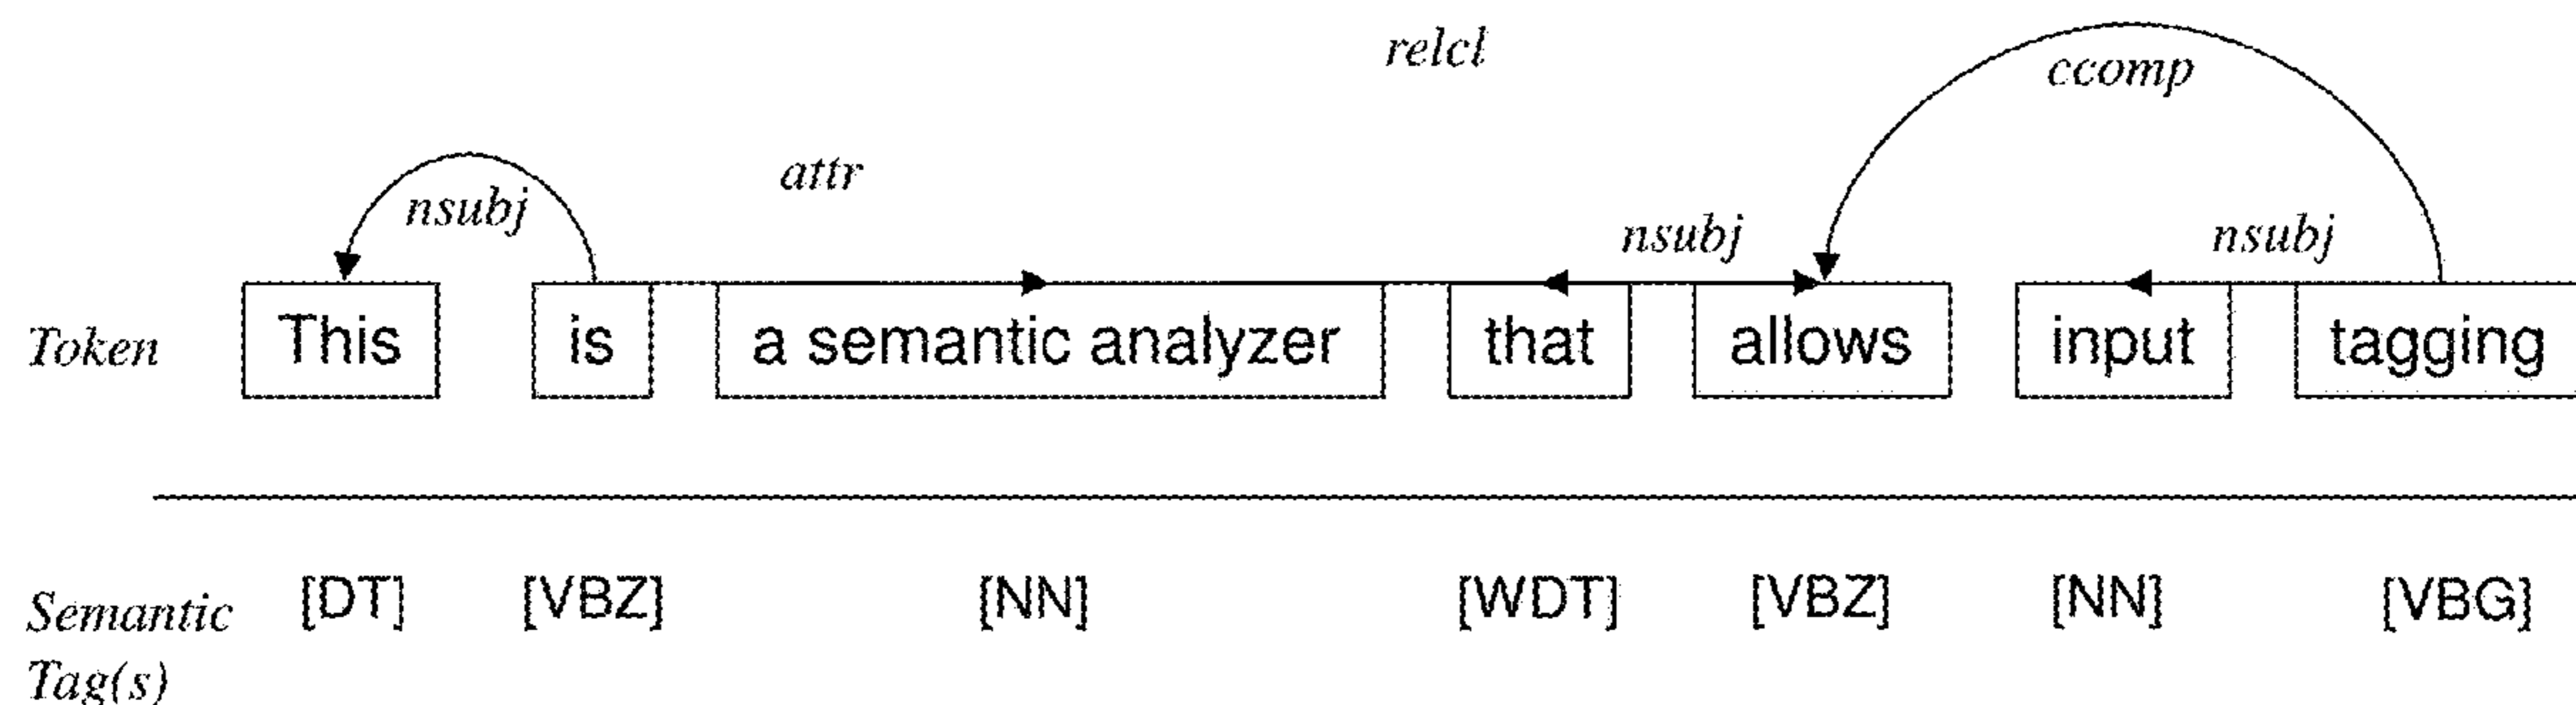 relcl
ccomp
attr
nsubj
nsubj nsubj
Token This is a semantic analyzer that allows input tagging
Semantic [DT] [VBZ] [NN] [WDT] [VBZ] [NN] [VBG]
Tag(s)